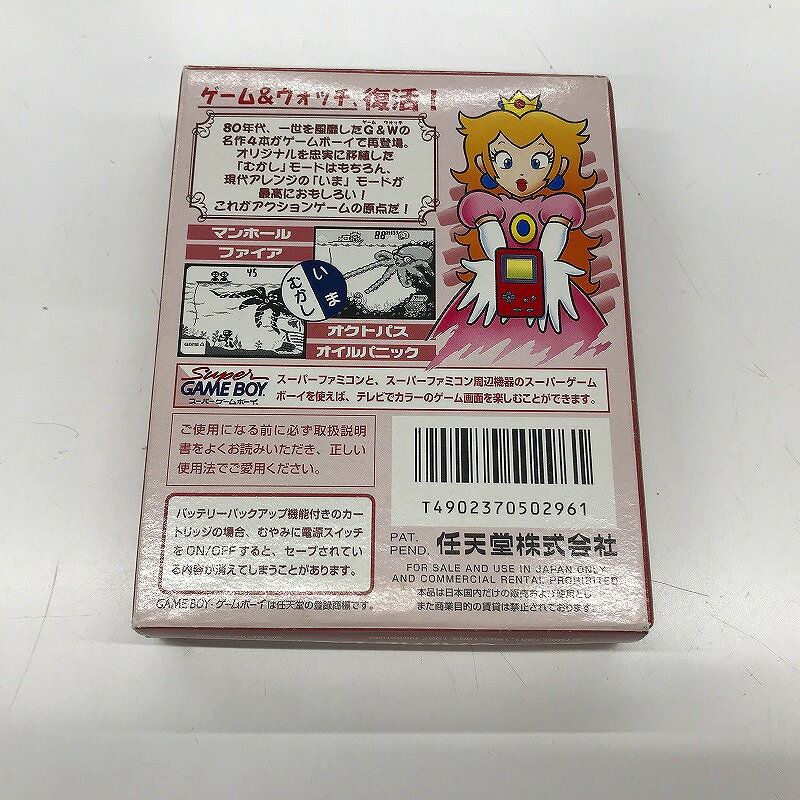 ゲーム&ウォッチ、復活!
ゲーム ウォッチ
80年代、一世を風靡したG&Wの
名作4本がゲームボーイで再登場。
オリジナルを忠実に移植した
「むかし」モードはもちろん、
現代アレンジの「いま」モードが
最高におもしろい!
これがアクションゲームの原点だ!
マンホール
ファイア
45
いま
むかし
オクトパス
オイルパニック
Super
GAME BOY
スーパーゲームボーイ
スーパーファミコンと、スーパーファミコン周辺機器のスーパーゲーム
ボーイを使えば、テレビでカラーのゲーム画面を楽しむことができます。
ご使用になる前に必ず取扱説明
書をよくお読みいただき、正しい
使用法でご愛用ください。
T4902370502961
バッテリーバックアップ機能付きのカー
トリッジの場合、むやみに電源スイッチ
をON/OFFすると、セーブされている
内容が消えてしまうことがあります。
PAT.
PEND.
任天堂株式会社
FOR SALE AND USE IN JAPAN ONLY
AND COMMERCIAL RENTAL PROHIBITED
本品は日本国内だけの販売および使用とし、
また商業目的の賃貸は禁止されております。
GAME BOY・ゲームボーイは任天堂の登録商標です。